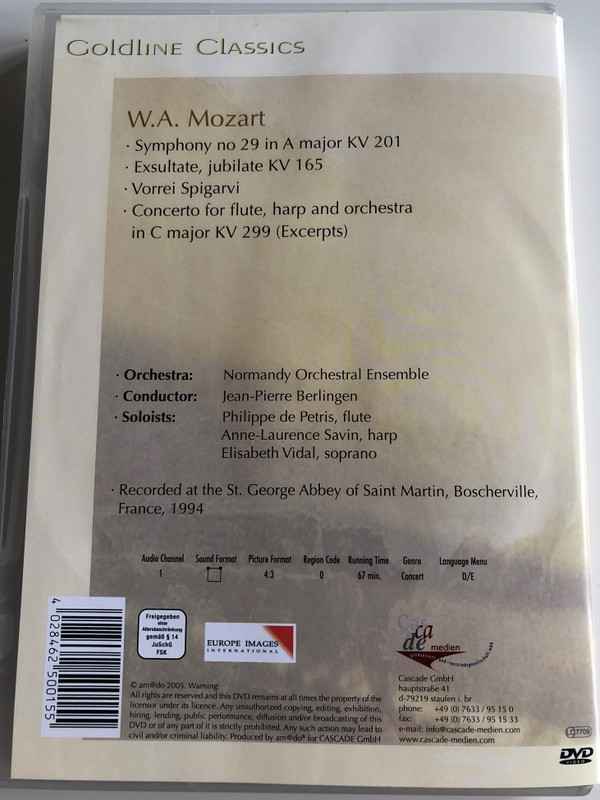 Goldline Classics
W.A. Mozart
· Symphony no 29 in A major KV 201
· Exsultate, jubilate KV 165
· Vorrei Spigarvi
· Concerto for flute, harp and orchestra
in C major KV 299 (Excerpts)
· Orchestra: Normandy Orchestral Ensemble
· Conductor: Jean-Pierre Berlingen
· Soloists: Philippe de Petris, flute
Anne-Laurence Savin, harp
Elisabeth Vidal, soprano
· Recorded at the St. George Abbey of Saint Martin, Boscherville,
France, 1994
Audio Channel Sound Format Picture Format Region Code Running Time Genre Language Menu
1 4:3 0 67 min. Concert D/E
4 028462 500155
Freigegeben
ohne
Altersbeschränkung
gemäß § 14
JuSchG
FSK
EUROPE IMAGES
INTERNATIONAL
Ca
ca
de medien
Cascade GmbH
hauptstraße 41
d-79219 staufen i. br
phone: +49 (0) 7633 / 95 15 0
fax: +49 (0) 7633 / 95 15 33
e-mail: info@cascade-medien.com
www.cascade-medien.com
© am@do 2005. Warning:
All rights are reserved and this DVD remains at all times the property of the
licensor under its licence. Any unauthorized copying, editing, exhibition,
hiring, lending, public performance, diffusion and/or broadcasting of this
DVD or of any part of it is strictly prohibited. Any such action may lead to
civil and/or criminal liability. Produced by am@do® for CASCADE GmbH
LC7709
DVD
VIDEO